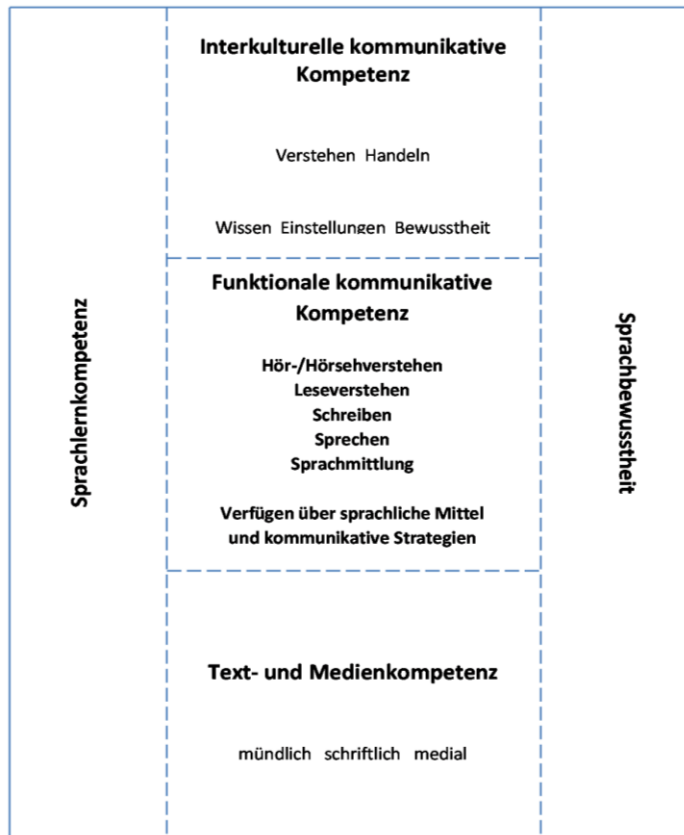 Interkulturelle kommunikative
Kompetenz
Verstehen Handeln
Wissen Einstellungen Bewusstheit
Sprachlernkompetenz
Funktionale kommunikative
Kompetenz
Hör-/Hörsehverstehen
Leseverstehen
Schreiben
Sprechen
Sprachmittlung
Verfügen über sprachliche Mittel
und kommunikative Strategien
Sprachbewusstheit
Text- und Medienkompetenz
mündlich schriftlich medial